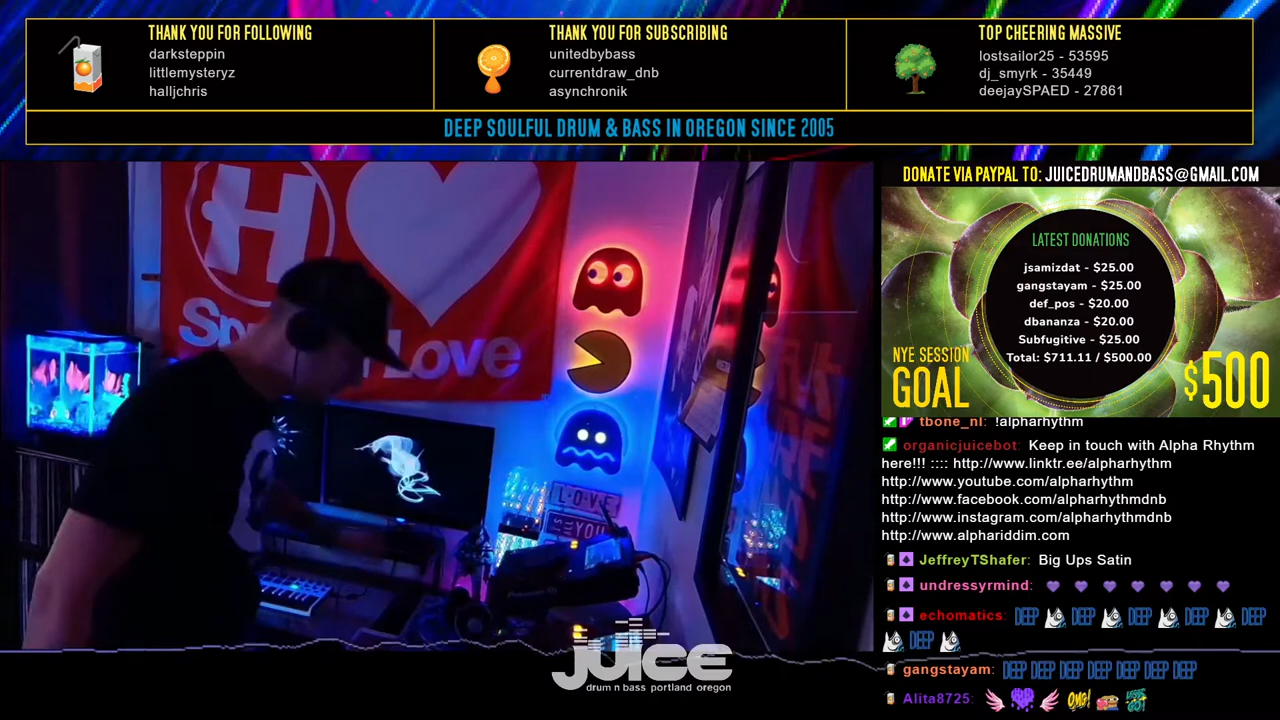 THANK YOU FOR FOLLOWING
darksteppin
littlemysteryz
halljchris
THANK YOU FOR SUBSCRIBING
unitedbybass
currentdraw_dnb
asynchronik
TOP CHEERING MASSIVE
lostsailor25 - 53595
dj_smyrk - 35449
deejaySPAED - 27861
DEEP SOULFUL DRUM & BASS IN OREGON SINCE 2005
H
Love
LOVE
YOU
DONATE VIA PAYPAL TO: JUICEDRUMANDBASS@GMAIL.COM
LATEST DONATIONS
jsamizdat - $25.00
gangstayam - $25.00
def_pos - $20.00
dbananza - $20.00
Subfugitive - $25.00
Total: $711.11 / $500.00
NYE SESSION
GOAL
$500
tbone_nl: !alpharhythm
organicjuicebot: Keep in touch with Alpha Rhythm
here!!! :::: http://www.linktr.ee/alpharhythm
http://www.youtube.com/alpharhythm
http://www.facebook.com/alpharhythmdnb
http://www.instagram.com/alpharhythmdnb
http://www.alphariddim.com
JeffreyTShafer: Big Ups Satin
undressyrmind:
echomatics: DEEP DEEP DEEP DEEP DEEP
DEEP
gangstayam: DEEP DEEP DEEP DEEP DEEP DEEP DEEP
Alita8725: OMG! LET'S GO!
JUICE
drum n bass portland oregon